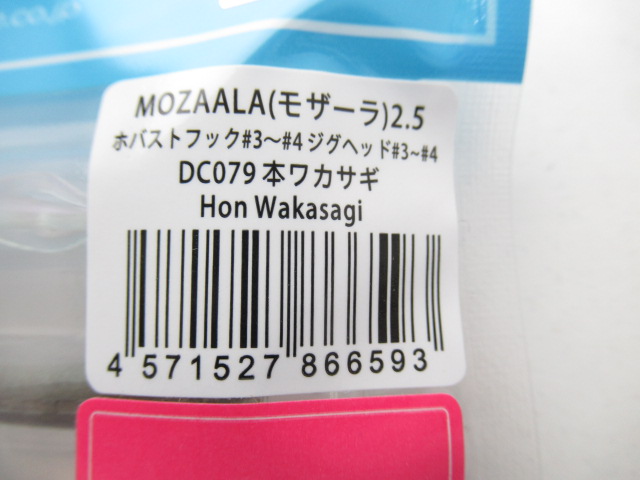 MOZAALA(モザーラ)2.5
ホバストフック#3~#4 ジグヘッド#3~#4
DC079 本ワカサギ
Hon Wakasagi
4 571527 866593